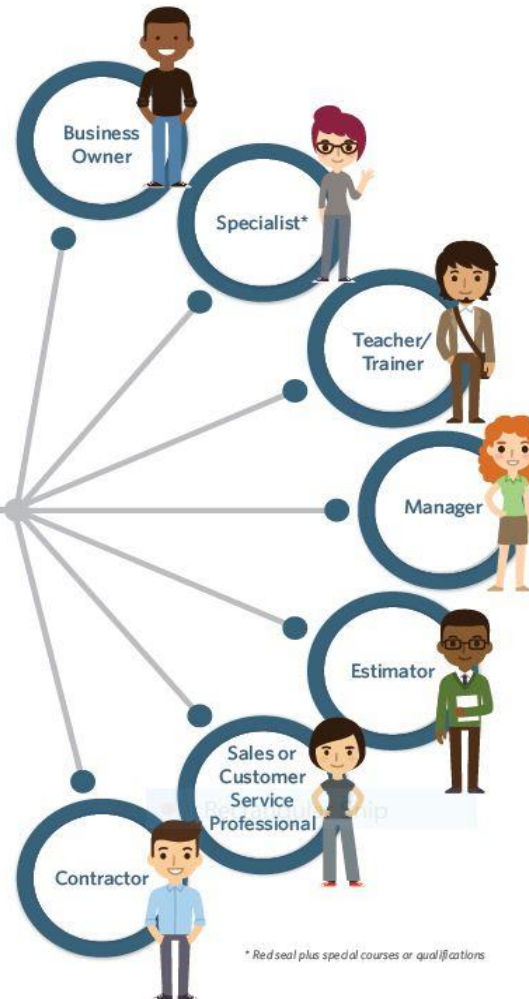 Business
Owner
Specialist*
Teacher/
Trainer
Manager
Estimator
Sales or
Customer
Service
Professional
Contractor
* Red seal plus special courses or qualifications